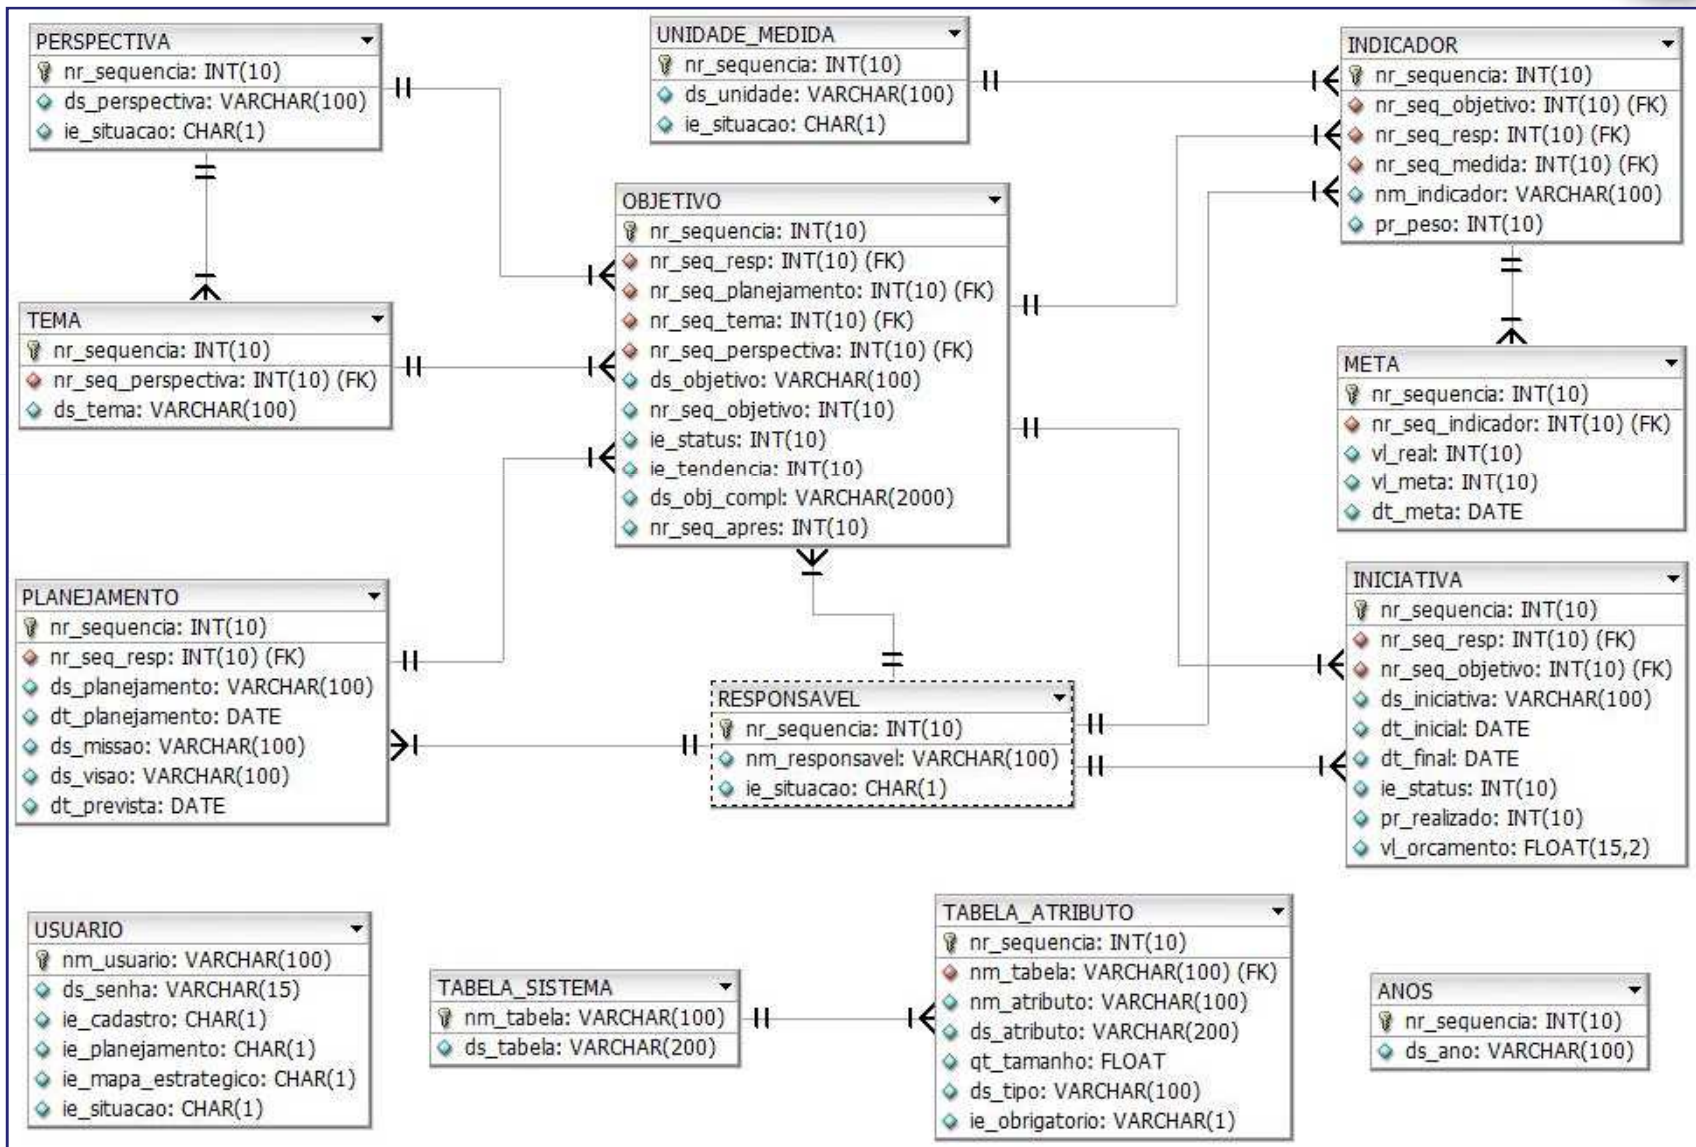 PERSPECTIVA
nr_sequencia: INT(10)
ds_perspectiva: VARCHAR(100)
ie_situacao: CHAR(1)
UNIDADE_MEDIDA
nr_sequencia: INT(10)
ds_unidade: VARCHAR(100)
ie_situacao: CHAR(1)
INDICADOR
nr_sequencia: INT(10)
nr_seq_objetivo: INT(10) (FK)
nr_seq_resp: INT(10) (FK)
nr_seq_medida: INT(10) (FK)
nm_indicador: VARCHAR(100)
pr_peso: INT(10)
OBJETIVO
nr_sequencia: INT(10)
nr_seq_resp: INT(10) (FK)
nr_seq_planejamento: INT(10) (FK)
nr_seq_tema: INT(10) (FK)
nr_seq_perspectiva: INT(10) (FK)
ds_objetivo: VARCHAR(100)
nr_seq_objetivo: INT(10)
ie_status: INT(10)
ie_tendencia: INT(10)
ds_obj_compl: VARCHAR(2000)
nr_seq_apres: INT(10)
TEMA
nr_sequencia: INT(10)
nr_seq_perspectiva: INT(10) (FK)
ds_tema: VARCHAR(100)
META
nr_sequencia: INT(10)
nr_seq_indicador: INT(10) (FK)
vl_real: INT(10)
vl_meta: INT(10)
dt_meta: DATE
PLANEJAMENTO
nr_sequencia: INT(10)
nr_seq_resp: INT(10) (FK)
ds_planejamento: VARCHAR(100)
dt_planejamento: DATE
ds_missao: VARCHAR(100)
ds_visao: VARCHAR(100)
dt_prevista: DATE
RESPONSAVEL
nr_sequencia: INT(10)
nm_responsavel: VARCHAR(100)
ie_situacao: CHAR(1)
INICIATIVA
nr_sequencia: INT(10)
nr_seq_resp: INT(10) (FK)
nr_seq_objetivo: INT(10) (FK)
ds_iniciativa: VARCHAR(100)
dt_inicial: DATE
dt_final: DATE
ie_status: INT(10)
pr_realizado: INT(10)
vl_orcamento: FLOAT(15,2)
USUARIO
nm_usuario: VARCHAR(100)
ds_senha: VARCHAR(15)
ie_cadastro: CHAR(1)
ie_planejamento: CHAR(1)
ie_mapa_estrategico: CHAR(1)
ie_situacao: CHAR(1)
TABELA_SISTEMA
nm_tabela: VARCHAR(100)
ds_tabela: VARCHAR(200)
TABELA_ATRIBUTO
nr_sequencia: INT(10)
nm_tabela: VARCHAR(100) (FK)
nm_atributo: VARCHAR(100)
ds_atributo: VARCHAR(200)
qt_tamanho: FLOAT
ds_tipo: VARCHAR(100)
ie_obrigatorio: VARCHAR(1)
ANOS
nr_sequencia: INT(10)
ds_ano: VARCHAR(100)